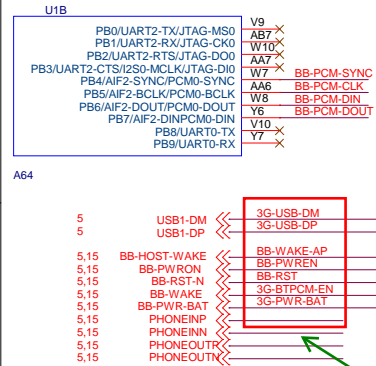 U1B
PB0/UART2-TX/JTAG-MS0 V9
PB1/UART2-RX/JTAG-CK0 AB7
PB2/UART2-RTS/JTAG-DO0 W10
PB3/UART2-CTS/I2S0-MCLK/JTAG-DI0 AA7
PB4/AIF2-SYNC/PCM0-SYNC W7 BB-PCM-SYNC
PB5/AIF2-BCLK/PCM0-BCLK AA6 BB-PCM-CLK
PB6/AIF2-DOUT/PCM0-DOUT W8 BB-PCM-DIN
PB7/AIF2-DINPCM0-DIN Y6 BB-PCM-DOUT
PB8/UART0-TX V10
PB9/UART0-RX Y7
A64
5 USB1-DM 3G-USB-DM
5 USB1-DP 3G-USB-DP
5,15 BB-HOST-WAKE BB-WAKE-AP
5,15 BB-PWRON BB-PWREN
5,15 BB-RST-N BB-RST
5,15 BB-WAKE 3G-BTPCM-EN
5,15 BB-PWR-BAT 3G-PWR-BAT
5,15 PHONEINP
5,15 PHONEINN
5,15 PHONEOUTP
5,15 PHONEOUTN